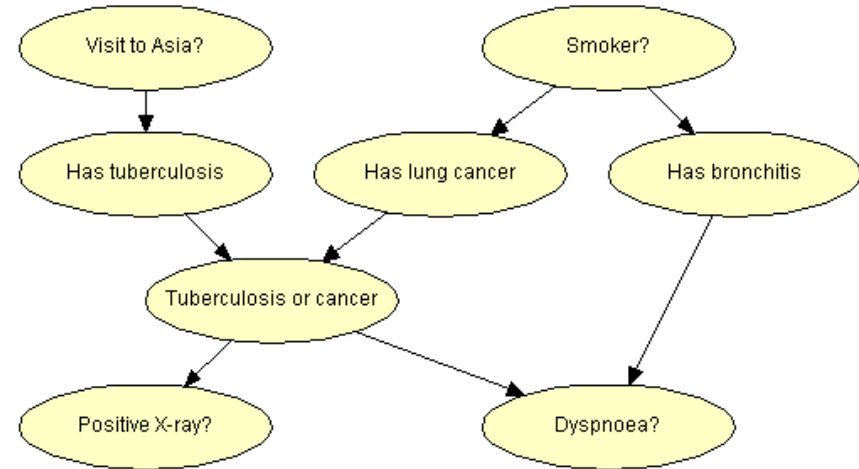 Visit to Asia?
Smoker?
Has tuberculosis
Has lung cancer
Has bronchitis
Tuberculosis or cancer
Positive X-ray?
Dyspnoea?